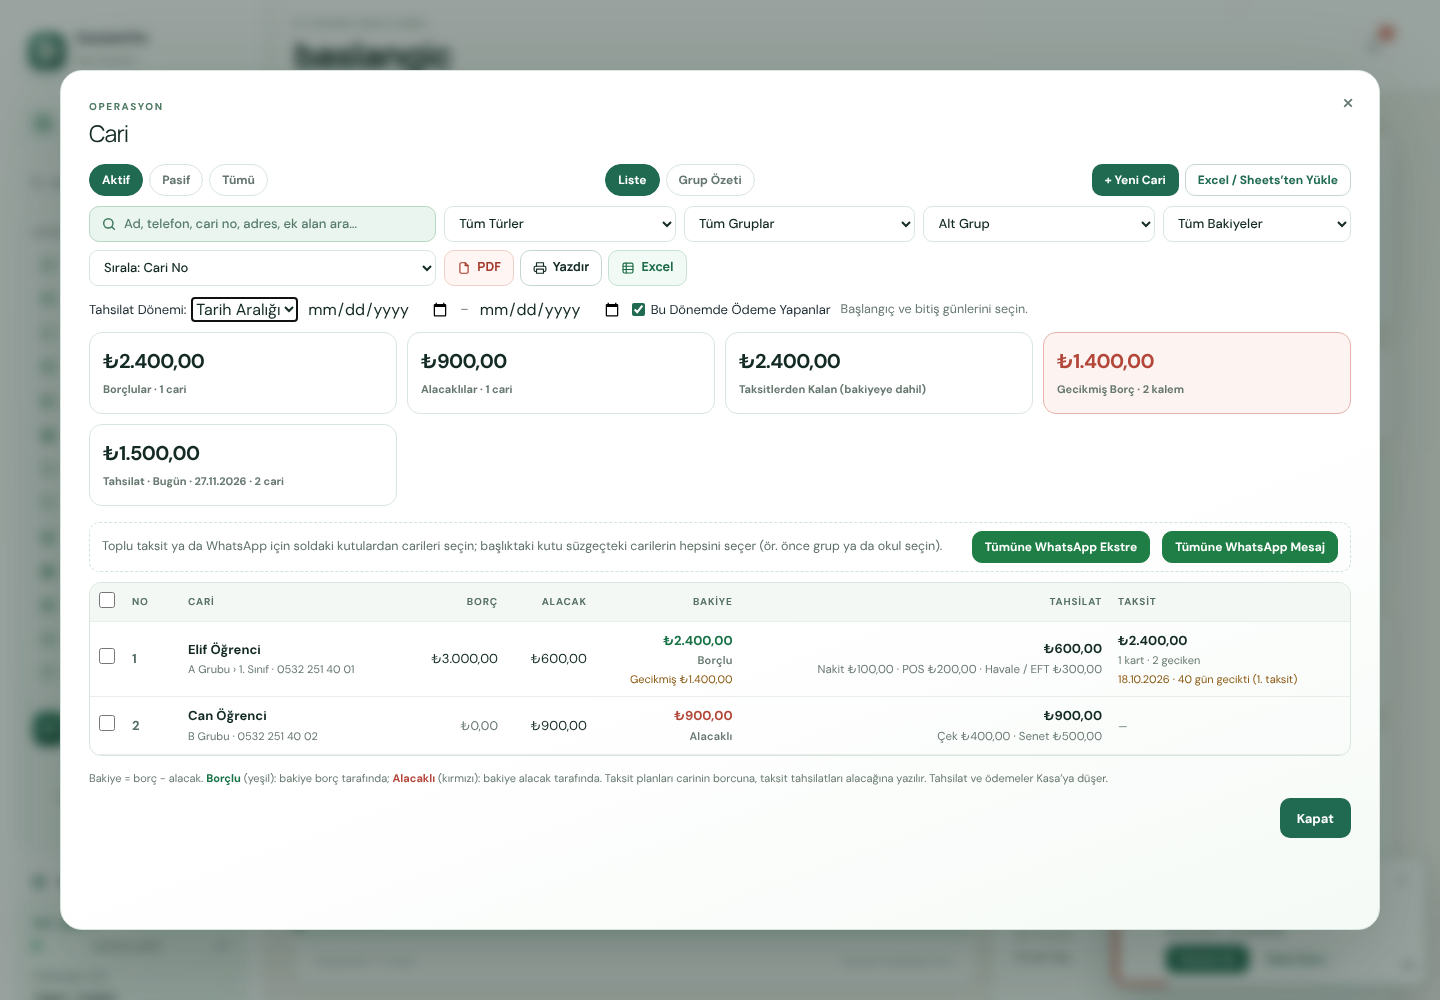 baslangic
OPERASYON
Cari
×
Aktif Pasif Tümü Liste Grup Özeti + Yeni Cari Excel / Sheets'ten Yükle
Ad, telefon, cari no, adres, ek alan ara... Tüm Türler Tüm Gruplar Alt Grup Tüm Bakiyeler
Sırala: Cari No PDF Yazdır Excel
Tahsilat Dönemi: Tarih Aralığı mm/dd/yyyy – mm/dd/yyyy Bu Dönemde Ödeme Yapanlar Başlangıç ve bitiş günlerini seçin.
₺2.400,00 ₺900,00 ₺2.400,00 ₺1.400,00
Borçlular · 1 cari Alacaklılar · 1 cari Taksitlerden Kalan (bakiyeye dahil) Gecikmiş Borç · 2 kalem
₺1.500,00
Tahsilat · Bugün · 27.11.2026 · 2 cari
Toplu taksit ya da WhatsApp için soldaki kutulardan carileri seçin; başlıktaki kutu süzgeçteki carilerin hepsini seçer (ör. önce grup ya da okul seçin). Tümüne WhatsApp Ekstre Tümüne WhatsApp Mesaj
NO CARİ BORÇ ALACAK BAKİYE TAHSİLAT TAKSİT
1 Elif Öğrenci ₺3.000,00 ₺600,00 ₺2.400,00 ₺600,00 ₺2.400,00
A Grubu › 1. Sınıf · 0532 251 40 01 Borçlu Nakit ₺100,00 · POS ₺200,00 · Havale / EFT ₺300,00 1 kart · 2 geciken
Gecikmiş ₺1.400,00 18.10.2026 · 40 gün gecikti (1. taksit)
2 Can Öğrenci ₺0,00 ₺900,00 ₺900,00 ₺900,00 —
B Grubu · 0532 251 40 02 Alacaklı Çek ₺400,00 · Senet ₺500,00
Bakiye = borç − alacak. Borçlu (yeşil): bakiye borç tarafında; Alacaklı (kırmızı): bakiye alacak tarafında. Taksit planları carinin borcuna, taksit tahsilatları alacağına yazılır. Tahsilat ve ödemeler Kasa'ya düşer.
Kapat